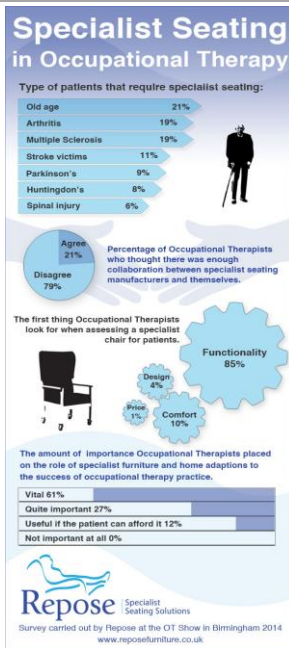 Specialist Seating
in Occupational Therapy
Type of patients that require specialist seating:
Old age 21%
Arthritis 19%
Multiple Sclerosis 19%
Stroke victims 11%
Parkinson's 9%
Huntingdon's 8%
Spinal injury 6%
Agree
21%
Disagree
79%
Percentage of Occupational Therapists
who thought there was enough
collaboration between specialist seating
manufacturers and themselves.
The first thing Occupational Therapists
look for when assessing a specialist
chair for patients.
Functionality
85%
Design
4%
Price
1%
Comfort
10%
The amount of importance Occupational Therapists placed
on the role of specialist furniture and home adaptions to
the success of occupational therapy practice.
Vital 61%
Quite important 27%
Useful if the patient can afford it 12%
Not important at all 0%
Repose
Specialist
Seating Solutions
Survey carried out by Repose at the OT Show in Birmingham 2014
www.reposefurniture.co.uk